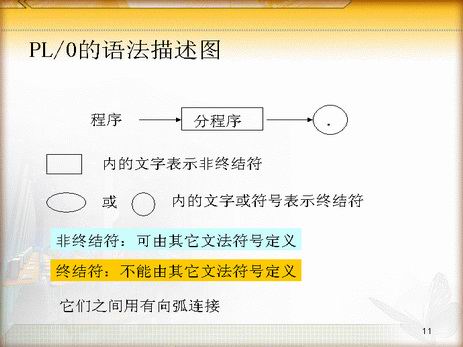 PL/0的语法描述图
程序 分程序 .
内的文字表示非终结符
或 内的文字或符号表示终结符
非终结符：可由其它文法符号定义
终结符：不能由其它文法符号定义
它们之间用有向弧连接
11